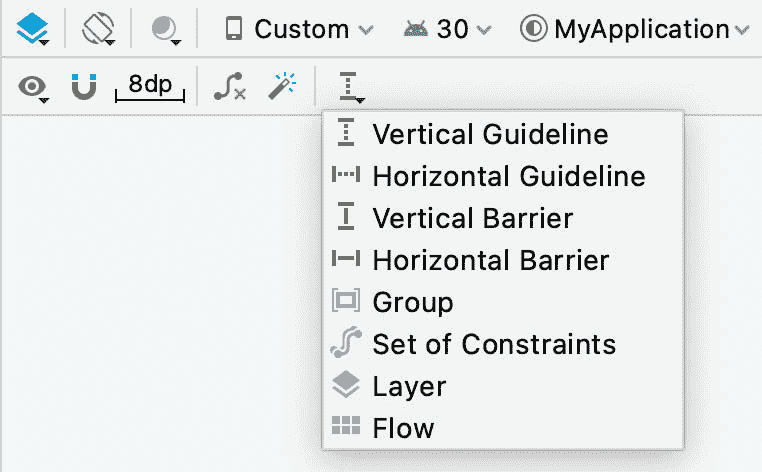 Custom 30 MyApplication
8dp
Vertical Guideline
Horizontal Guideline
Vertical Barrier
Horizontal Barrier
Group
Set of Constraints
Layer
Flow